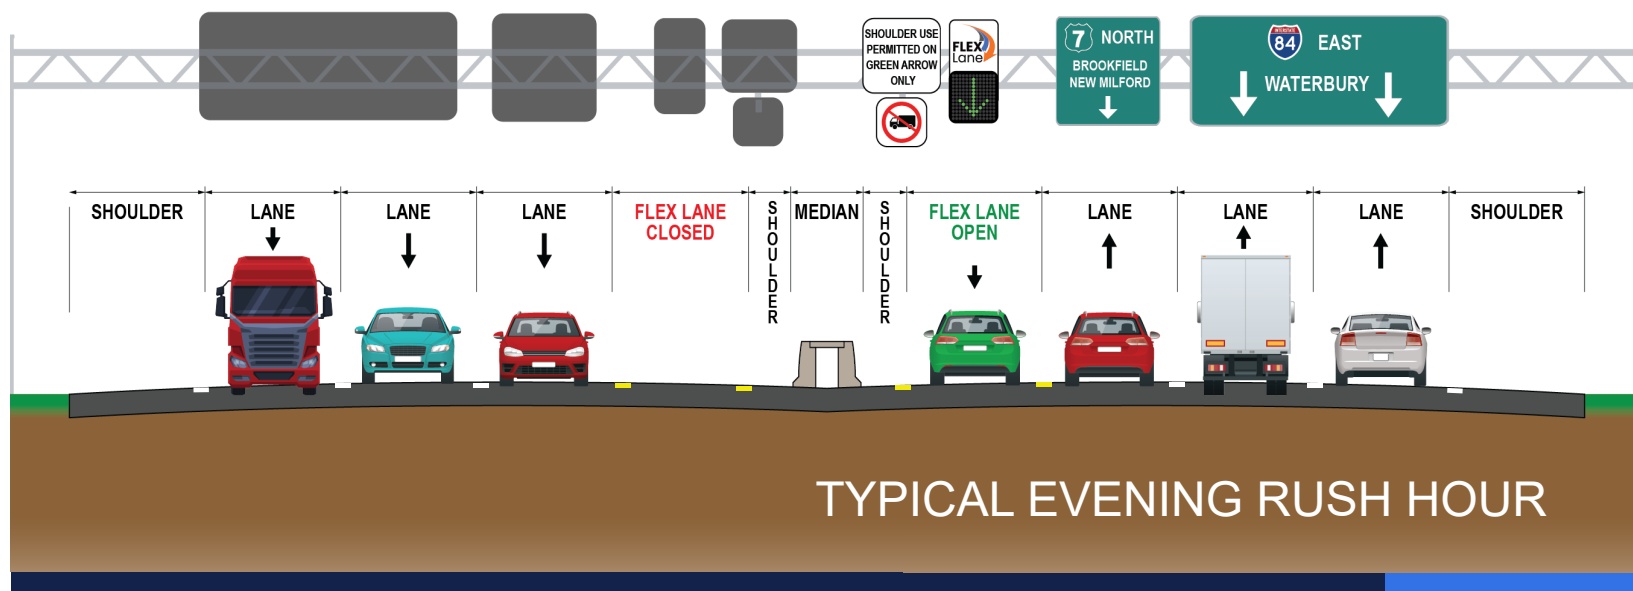 SHOULDER USE
PERMITTED ON
GREEN ARROW
ONLY
FLEX
Lane
7 NORTH
BROOKFIELD
NEW MILFORD
INTERSTATE
84 EAST
WATERBURY
SHOULDER
LANE
LANE
LANE
FLEX LANE
CLOSED
SHOULDER
MEDIAN
SHOULDER
FLEX LANE
OPEN
LANE
LANE
LANE
SHOULDER
TYPICAL EVENING RUSH HOUR